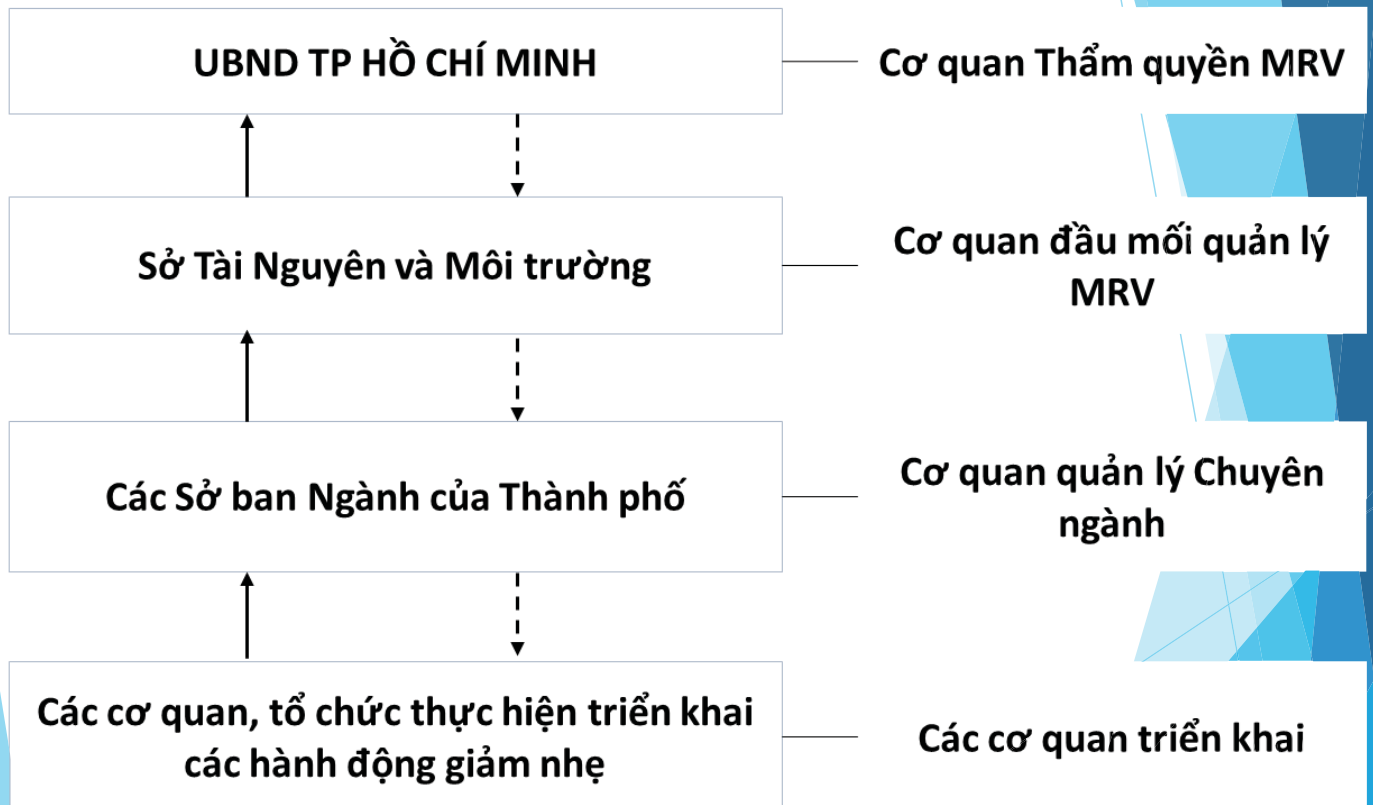 UBND TP HỒ CHÍ MINH
Cơ quan Thẩm quyền MRV
Sở Tài Nguyên và Môi trường
Cơ quan đầu mối quản lý
MRV
Các Sở ban Ngành của Thành phố
Cơ quan quản lý Chuyên
ngành
Các cơ quan, tổ chức thực hiện triển khai
các hành động giảm nhẹ
Các cơ quan triển khai